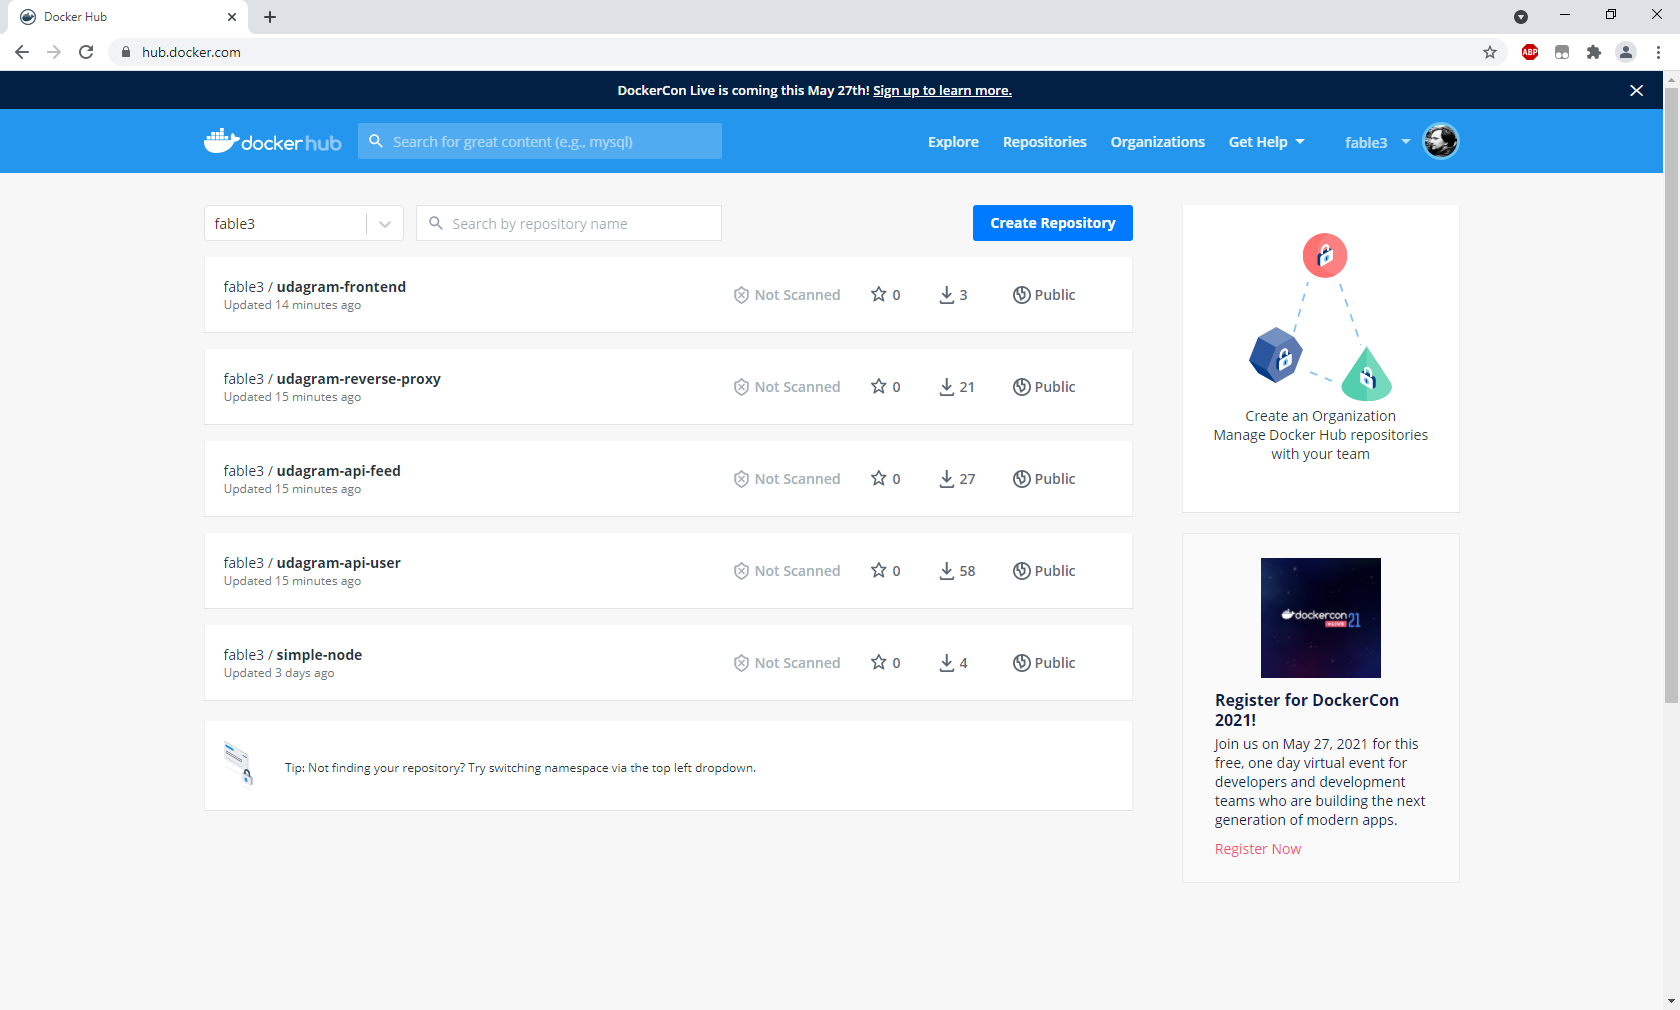 Docker Hub
hub.docker.com
ABP
DockerCon Live is coming this May 27th! Sign up to learn more.
docker hub
Search for great content (e.g., mysql)
Explore
Repositories
Organizations
Get Help
fable3
fable3
Search by repository name
Create Repository
fable3 / udagram-frontend
Updated 14 minutes ago
Not Scanned
0
3
Public
fable3 / udagram-reverse-proxy
Updated 15 minutes ago
Not Scanned
0
21
Public
fable3 / udagram-api-feed
Updated 15 minutes ago
Not Scanned
0
27
Public
fable3 / udagram-api-user
Updated 15 minutes ago
Not Scanned
0
58
Public
fable3 / simple-node
Updated 3 days ago
Not Scanned
0
4
Public
Tip: Not finding your repository? Try switching namespace via the top left dropdown.
Create an Organization
Manage Docker Hub repositories
with your team
dockercon
LIVE
21
Register for DockerCon
2021!
Join us on May 27, 2021 for this
free, one day virtual event for
developers and development
teams who are building the next
generation of modern apps.
Register Now